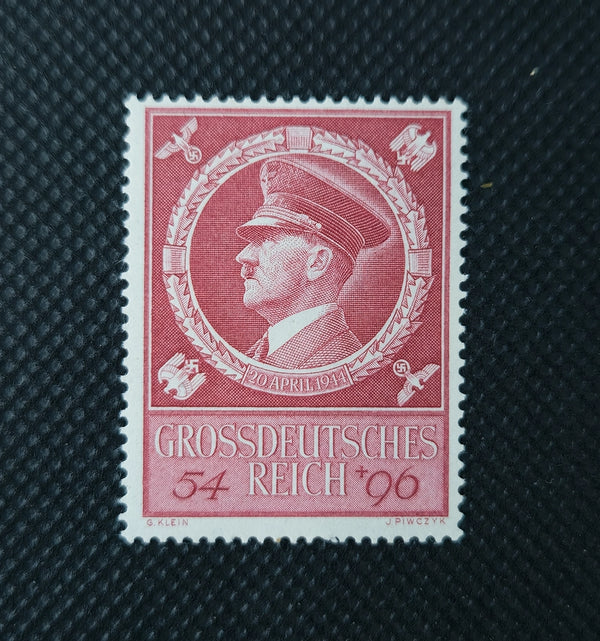 20 APRIL 1944
GROSSDEUTSCHES
54 REICH +96
G. KLEIN J. PIWCZYK